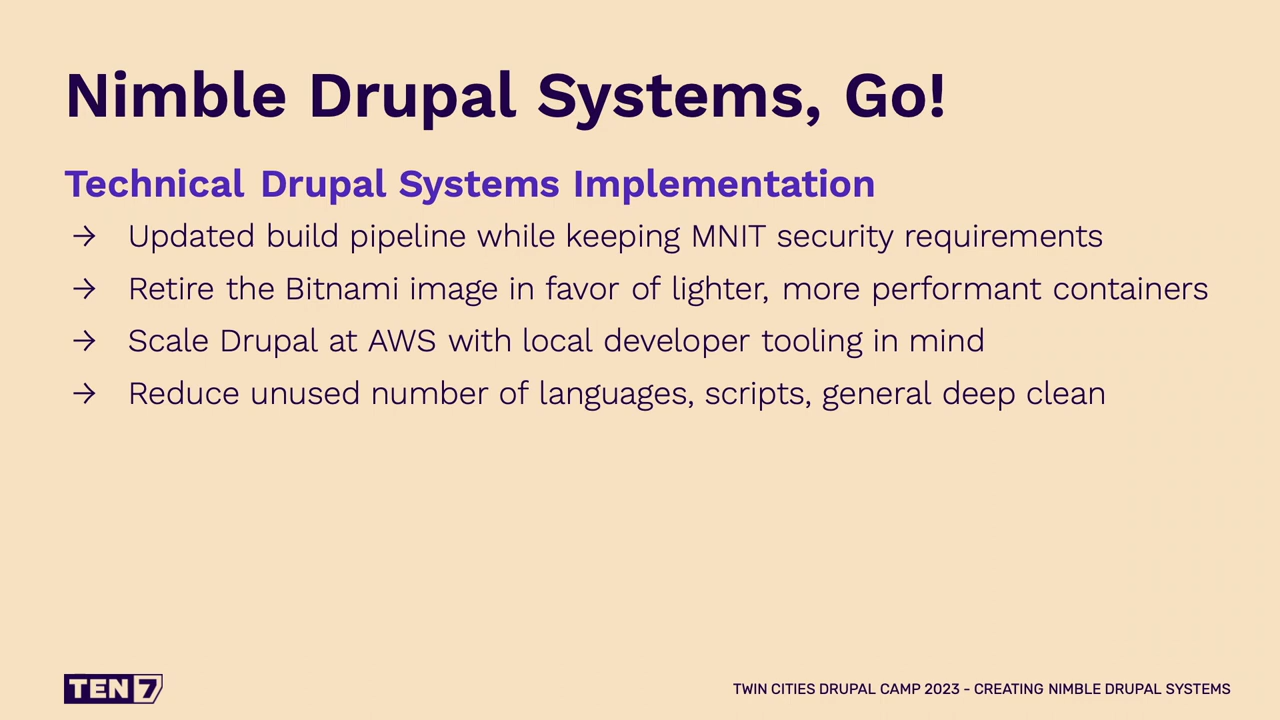 Nimble Drupal Systems, Go!
Technical Drupal Systems Implementation
→ Updated build pipeline while keeping MNIT security requirements
→ Retire the Bitnami image in favor of lighter, more performant containers
→ Scale Drupal at AWS with local developer tooling in mind
→ Reduce unused number of languages, scripts, general deep clean
TEN7
TWIN CITIES DRUPAL CAMP 2023 - CREATING NIMBLE DRUPAL SYSTEMS